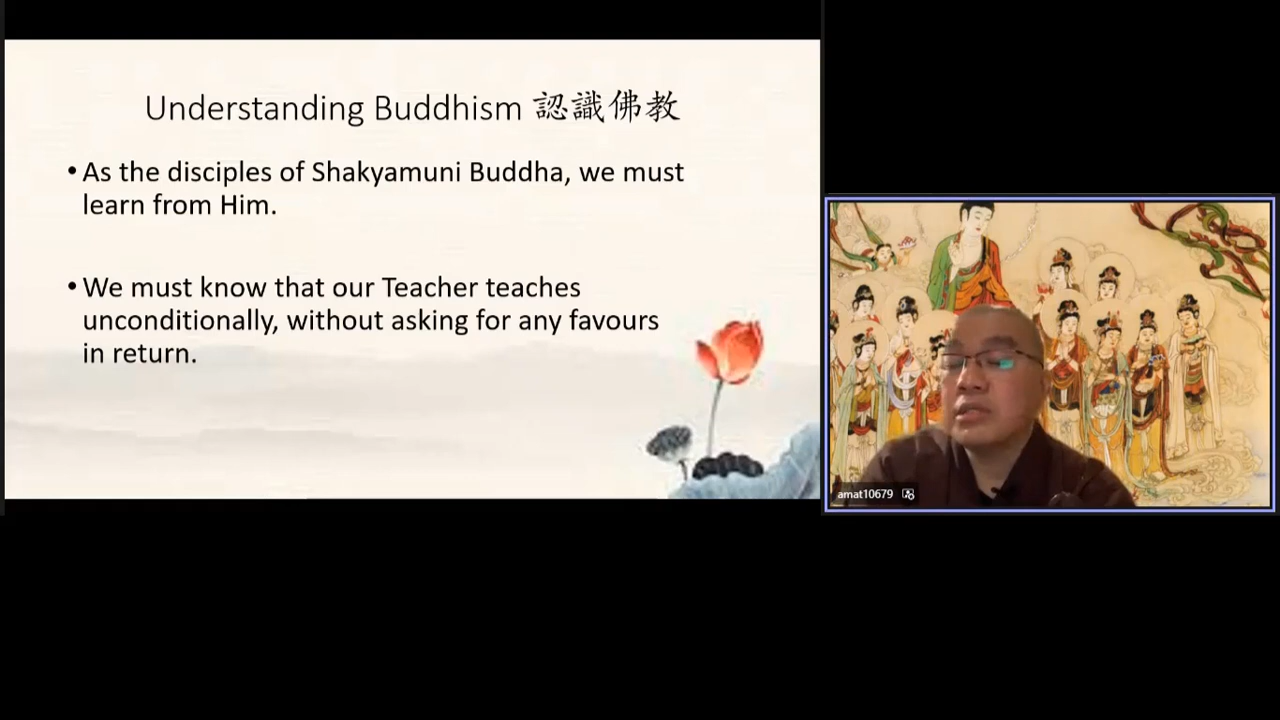 Understanding Buddhism 認識佛教
•As the disciples of Shakyamuni Buddha, we must
learn from Him.
•We must know that our Teacher teaches
unconditionally, without asking for any favours
in return.
amat10679